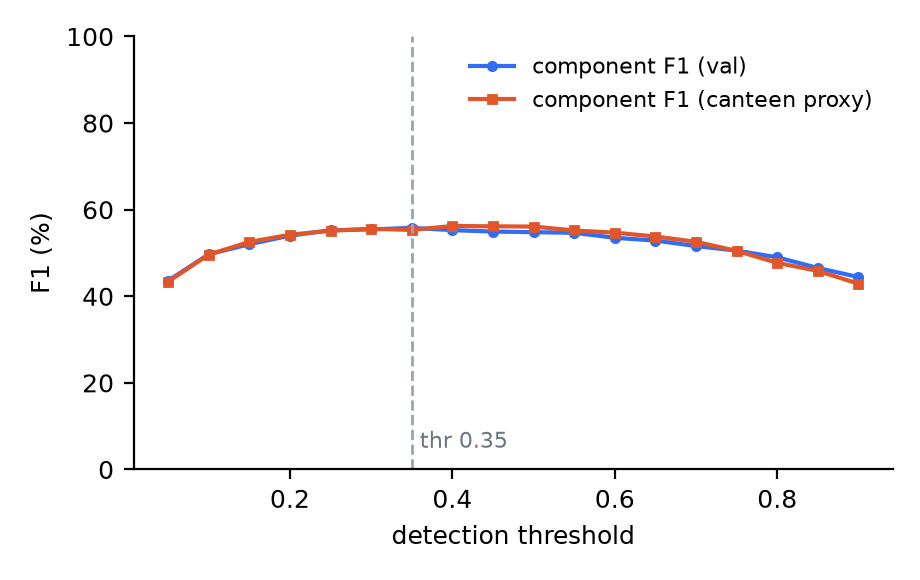 component F1 (val)
component F1 (canteen proxy)
100
80
60
40
20
0
F1 (%)
thr 0.35
0.2 0.4 0.6 0.8
detection threshold